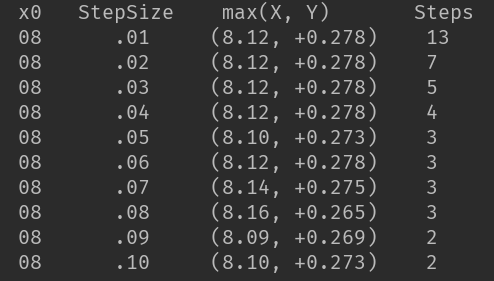 x0 StepSize max(X, Y) Steps
08 .01 (8.12, +0.278) 13
08 .02 (8.12, +0.278) 7
08 .03 (8.12, +0.278) 5
08 .04 (8.12, +0.278) 4
08 .05 (8.10, +0.273) 3
08 .06 (8.12, +0.278) 3
08 .07 (8.14, +0.275) 3
08 .08 (8.16, +0.265) 3
08 .09 (8.09, +0.269) 2
08 .10 (8.10, +0.273) 2